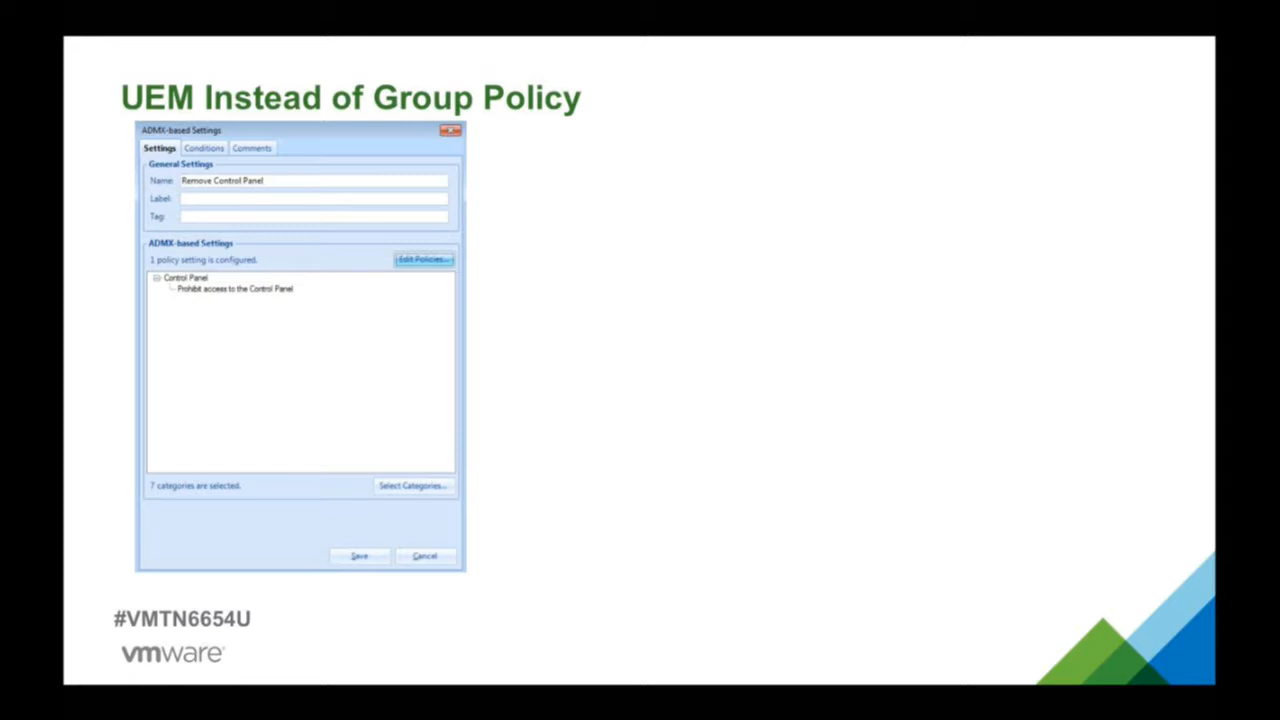 UEM Instead of Group Policy
ADMX-based Settings
Settings Conditions Comments
General Settings
Name: Remove Control Panel
Label:
Tag:
ADMX-based Settings
1 policy setting is configured. Edit Policies...
Control Panel
Prohibit access to the Control Panel
7 categories are selected. Select Categories...
Save Cancel
#VMTN6654U
vmware